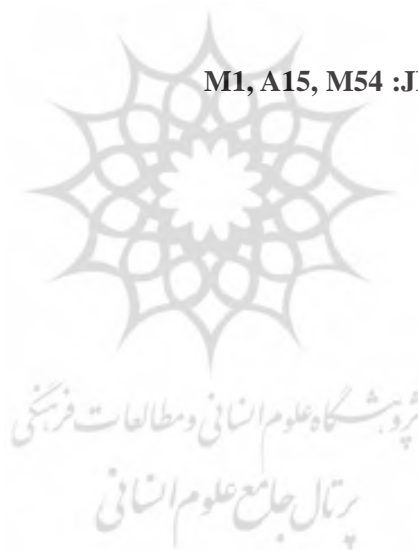 M1, A15, M54 :J
پژوهشگاه علوم انسانی و مطالعات فرهنگی
پرتال جامع علوم انسانی